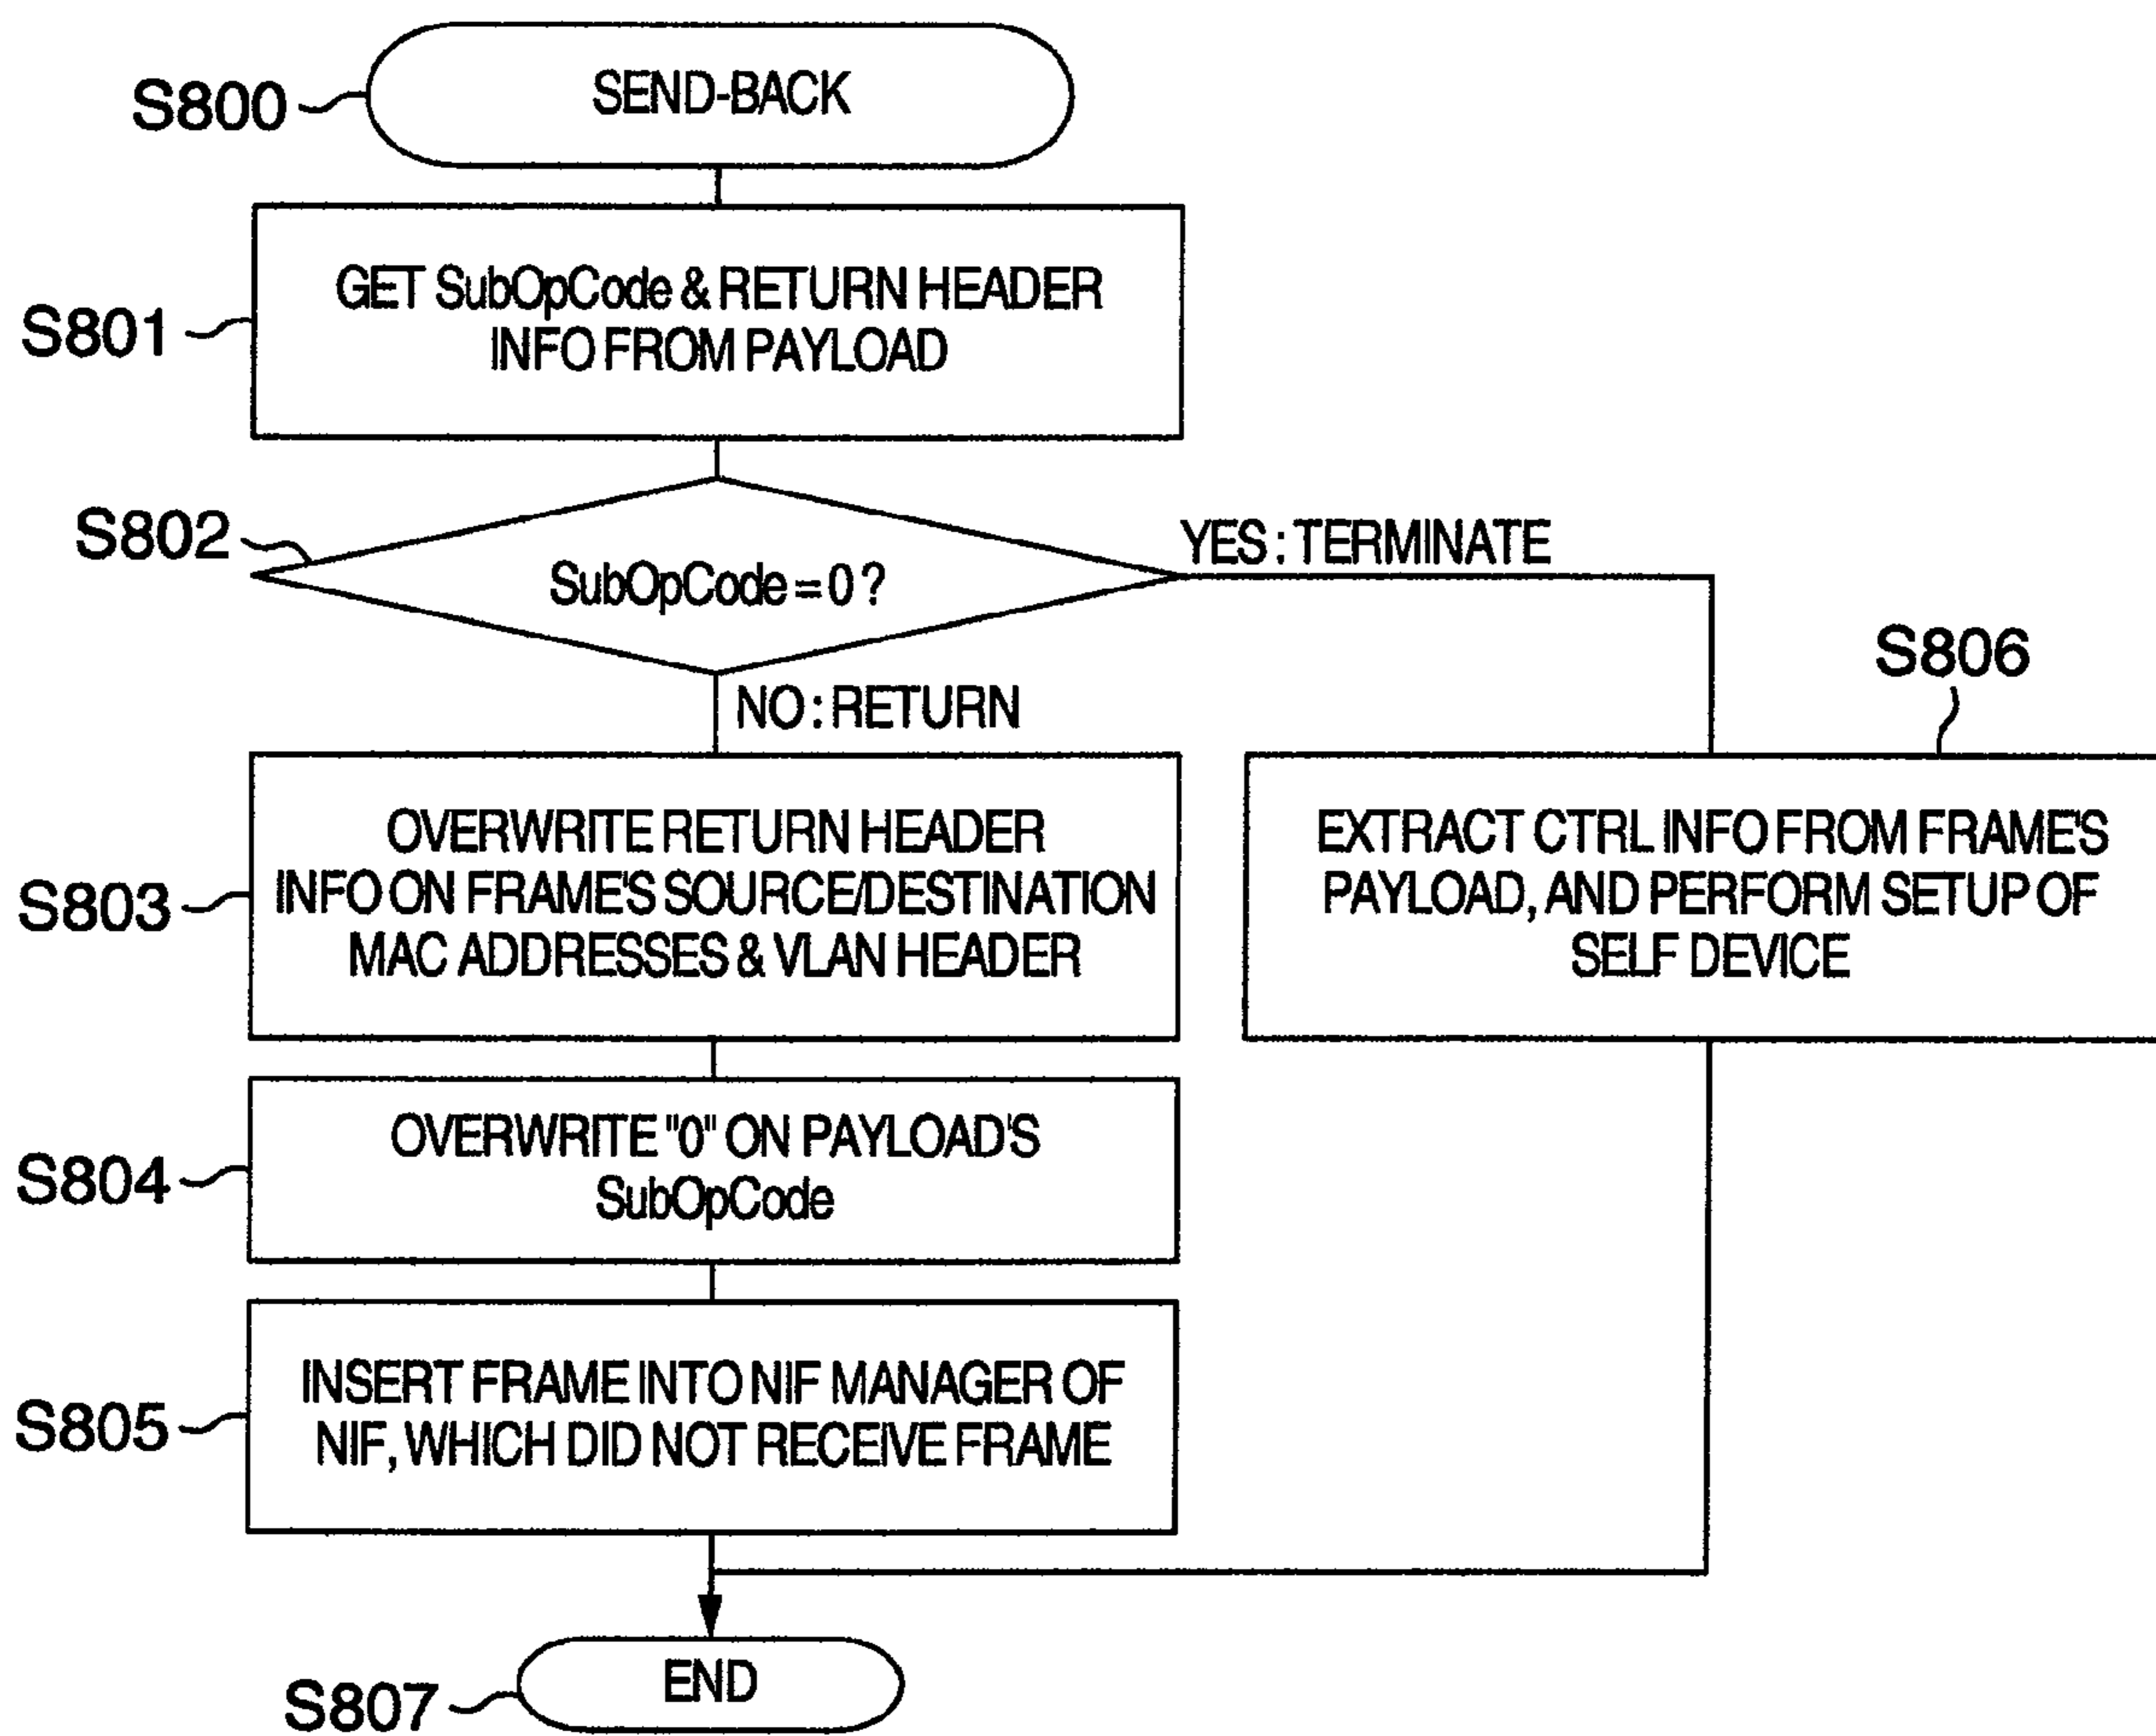 S800
SEND-BACK
S801
GET SubOpCode & RETURN HEADER
INFO FROM PAYLOAD
S802
SubOpCode = 0 ?
YES : TERMINATE
NO : RETURN
S803
OVERWRITE RETURN HEADER
INFO ON FRAME'S SOURCE/DESTINATION
MAC ADDRESSES & VLAN HEADER
S806
EXTRACT CTRL INFO FROM FRAME'S
PAYLOAD, AND PERFORM SETUP OF
SELF DEVICE
S804
OVERWRITE "0" ON PAYLOAD'S
SubOpCode
S805
INSERT FRAME INTO NIF MANAGER OF
NIF, WHICH DID NOT RECEIVE FRAME
S807
END